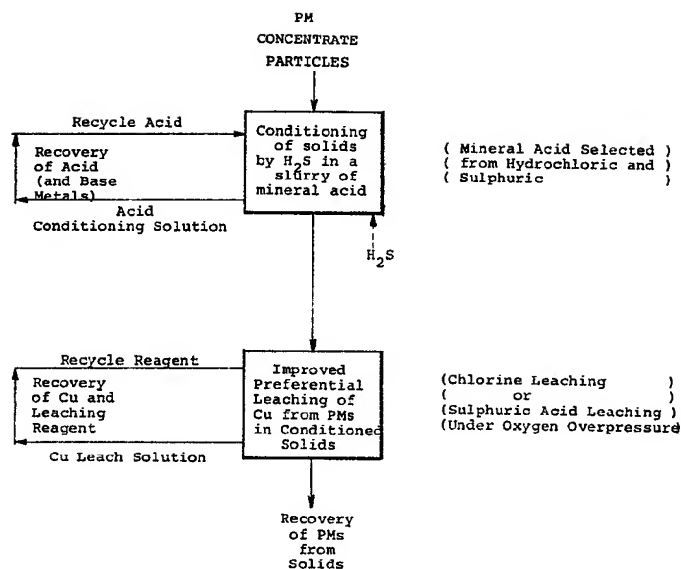 PM
CONCENTRATE
PARTICLES
Recycle Acid
Recovery
of Acid
(and Base
Metals)
Acid
Conditioning Solution
Conditioning
of solids
by H₂S in a
slurry of
mineral acid
( Mineral Acid Selected )
( from Hydrochloric and )
( Sulphuric )
H₂S
Recycle Reagent
Recovery
of Cu and
Leaching
Reagent
Cu Leach Solution
Improved
Preferential
Leaching of
Cu from PMs
in Conditioned
Solids
(Chlorine Leaching )
( or )
(Sulphuric Acid Leaching )
(Under Oxygen Overpressure)
Recovery
of PMs
from
Solids